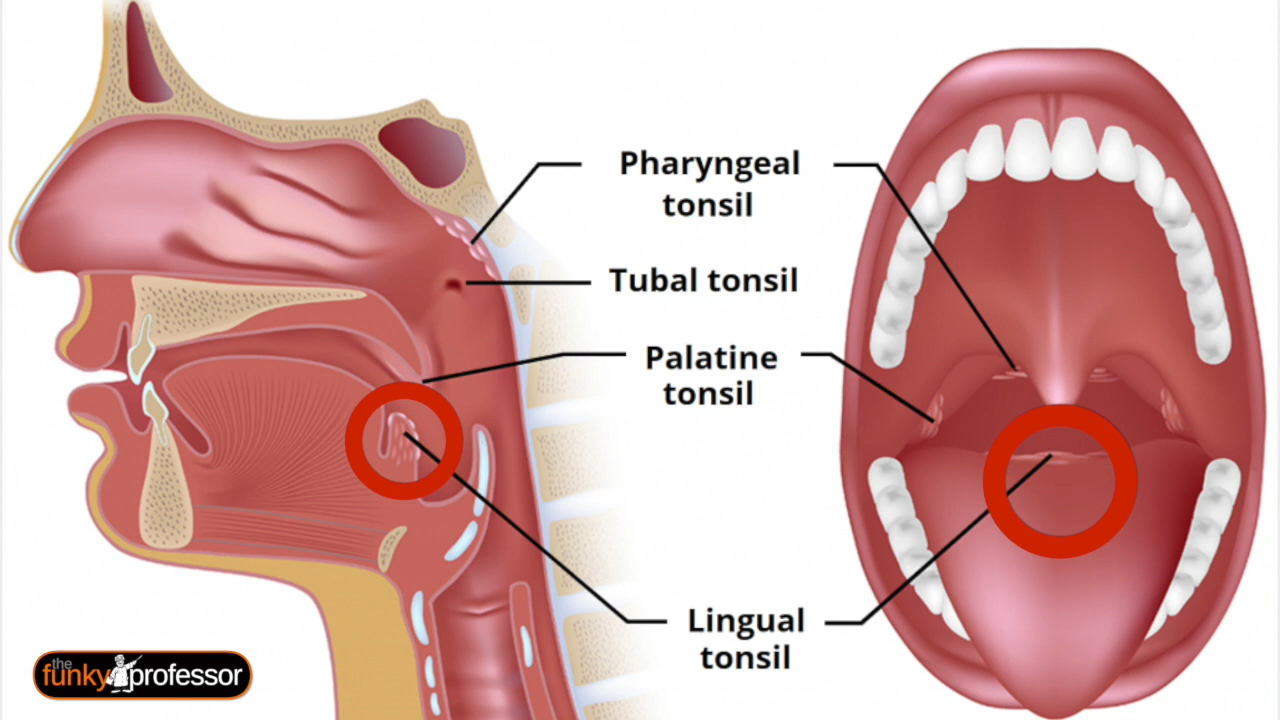 Pharyngeal
tonsil
Tubal tonsil
Palatine
tonsil
Lingual
tonsil
the
funky professor